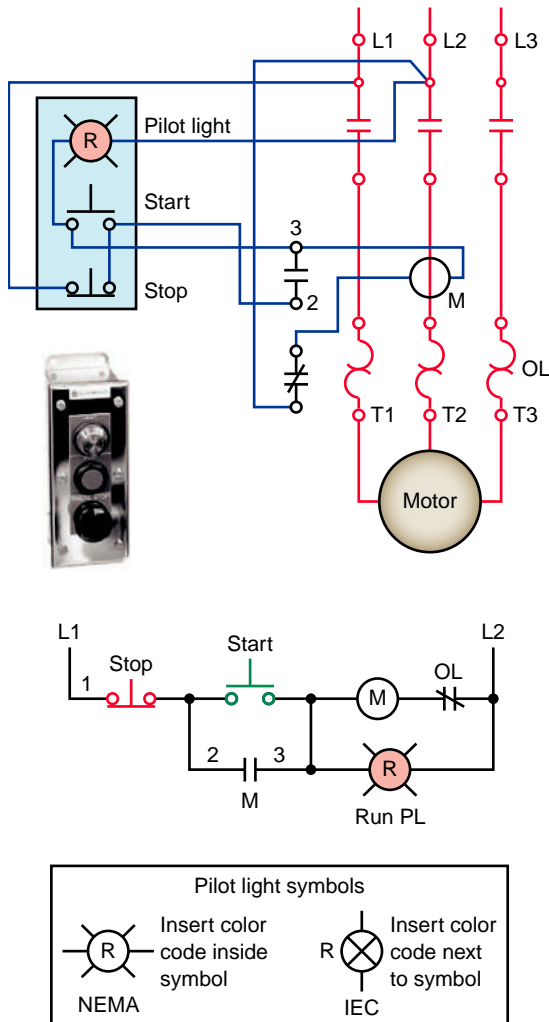 L1 L2 L3
Pilot light
R
Start
3
Stop
2
M
OL
T1 T2 T3
Motor
L1 L2
Start
Stop OL
1
M
2 3
R
M
Run PL
Pilot light symbols
Insert color
code inside
symbol
R
NEMA
Insert color
code next
to symbol
R
IEC